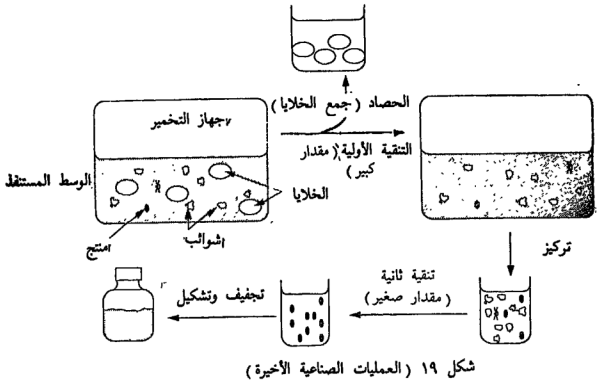 الحصاد (جمع الخلايا)
جهاز التخمير
التنقية الأولية (مقدار
كبير)
الوسط المستنفذ
الخلايا
شوائب
منتج
تركيز
تنقية ثانية
(مقدار صغير)
تجفيف وتشكيل
شكل ١٩ (العمليات الصناعية الأخيرة)